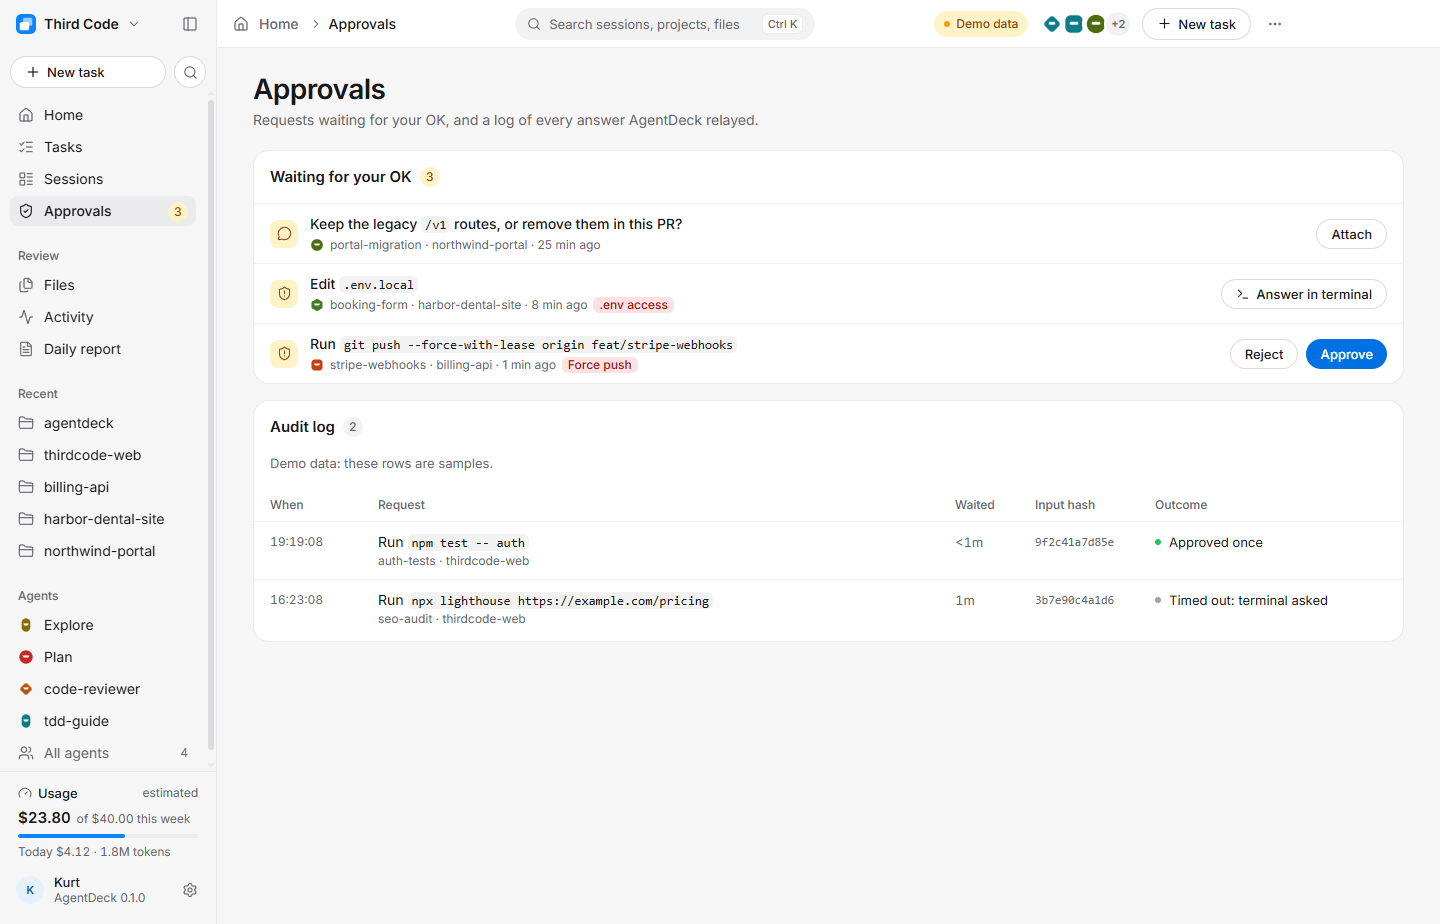 Third Code
Home
Approvals
Search sessions, projects, files
Ctrl K
Demo data
+2
New task
New task
Home
Tasks
Sessions
Approvals
3
Review
Files
Activity
Daily report
Recent
agentdeck
thirdcode-web
billing-api
harbor-dental-site
northwind-portal
Agents
Explore
Plan
code-reviewer
tdd-guide
All agents
4
Usage
estimated
$23.80 of $40.00 this week
Today $4.12 · 1.8M tokens
K
Kurt
AgentDeck 0.1.0
Approvals
Requests waiting for your OK, and a log of every answer AgentDeck relayed.
Waiting for your OK 3
Keep the legacy /v1 routes, or remove them in this PR?
portal-migration · northwind-portal · 25 min ago
Attach
Edit .env.local
booking-form · harbor-dental-site · 8 min ago .env access
Answer in terminal
Run git push --force-with-lease origin feat/stripe-webhooks
stripe-webhooks · billing-api · 1 min ago Force push
Reject
Approve
Audit log 2
Demo data: these rows are samples.
When Request Waited Input hash Outcome
19:19:08 Run npm test -- auth <1m 9f2c41a7d85e Approved once
auth-tests · thirdcode-web
16:23:08 Run npx lighthouse https://example.com/pricing 1m 3b7e90c4a1d6 Timed out: terminal asked
seo-audit · thirdcode-web